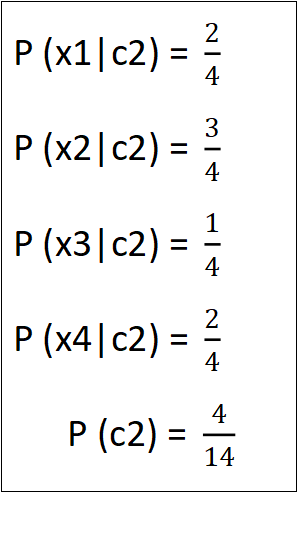 P (x1|c2) = 2/4
P (x2|c2) = 3/4
P (x3|c2) = 1/4
P (x4|c2) = 2/4
P (c2) = 4/14